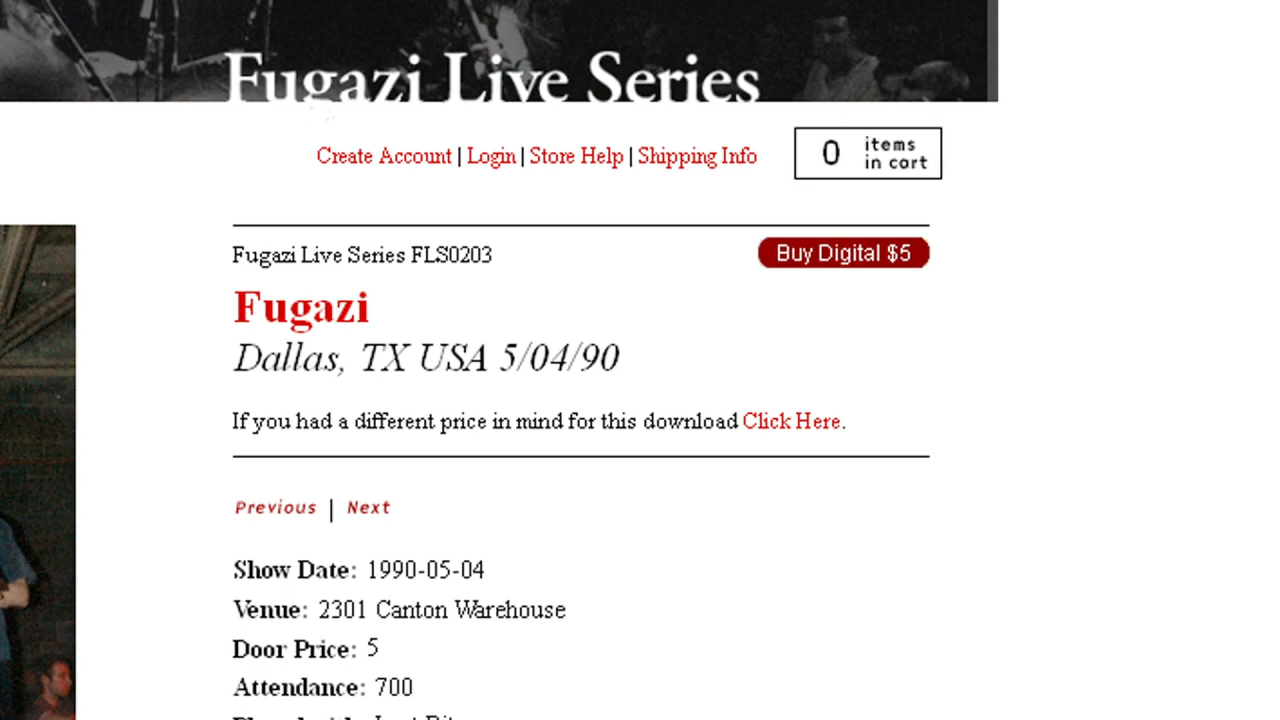 Fugazi Live Series
Create Account | Login | Store Help | Shipping Info
0 items in cart
Fugazi Live Series FLS0203
Buy Digital $5
Fugazi
Dallas, TX USA 5/04/90
If you had a different price in mind for this download Click Here.
Previous | Next
Show Date: 1990-05-04
Venue: 2301 Canton Warehouse
Door Price: 5
Attendance: 700